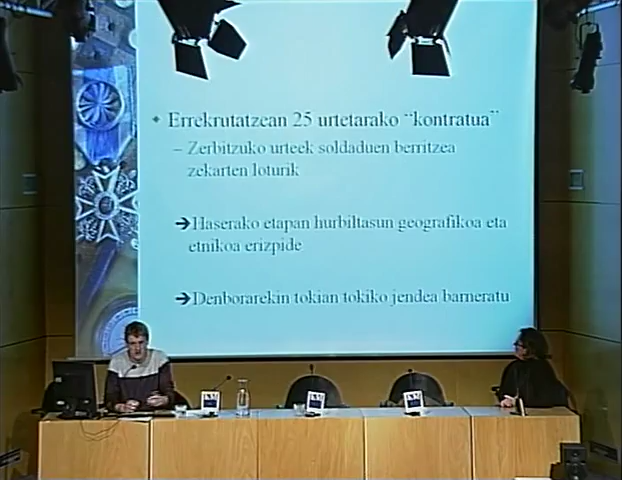 • Errekrutatzean 25 urtetarako “kontratua”
– Zerbitzuko urteek soldaduen berritzea
zekarten loturik
➔Haserako etapan hurbiltasun geografikoa eta
etnikoa erizpide
➔Denborarekin tokian tokiko jendea barneratu